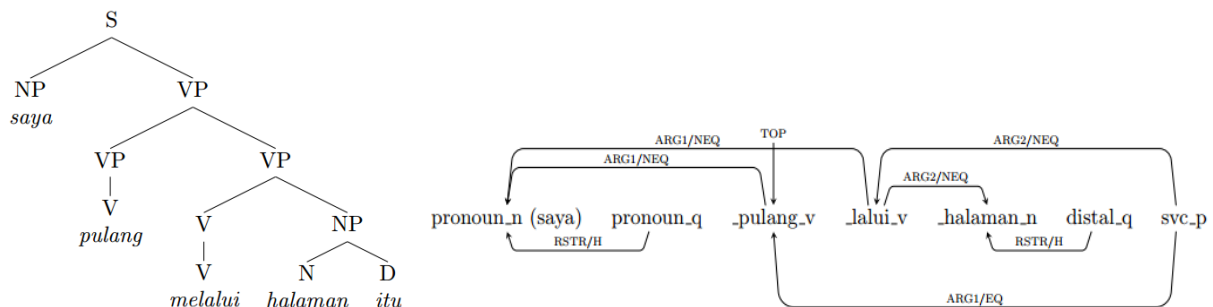 S
NP VP
saya
VP VP
V V NP
pulang
V N D
melalui halaman itu
TOP
ARG1/NEQ ARG2/NEQ
ARG1/NEQ
ARG2/NEQ
pronoun_n (saya) pronoun_q _pulang_v _lalui_v _halaman_n distal_q svc_p
RSTR/H RSTR/H
ARG1/EQ